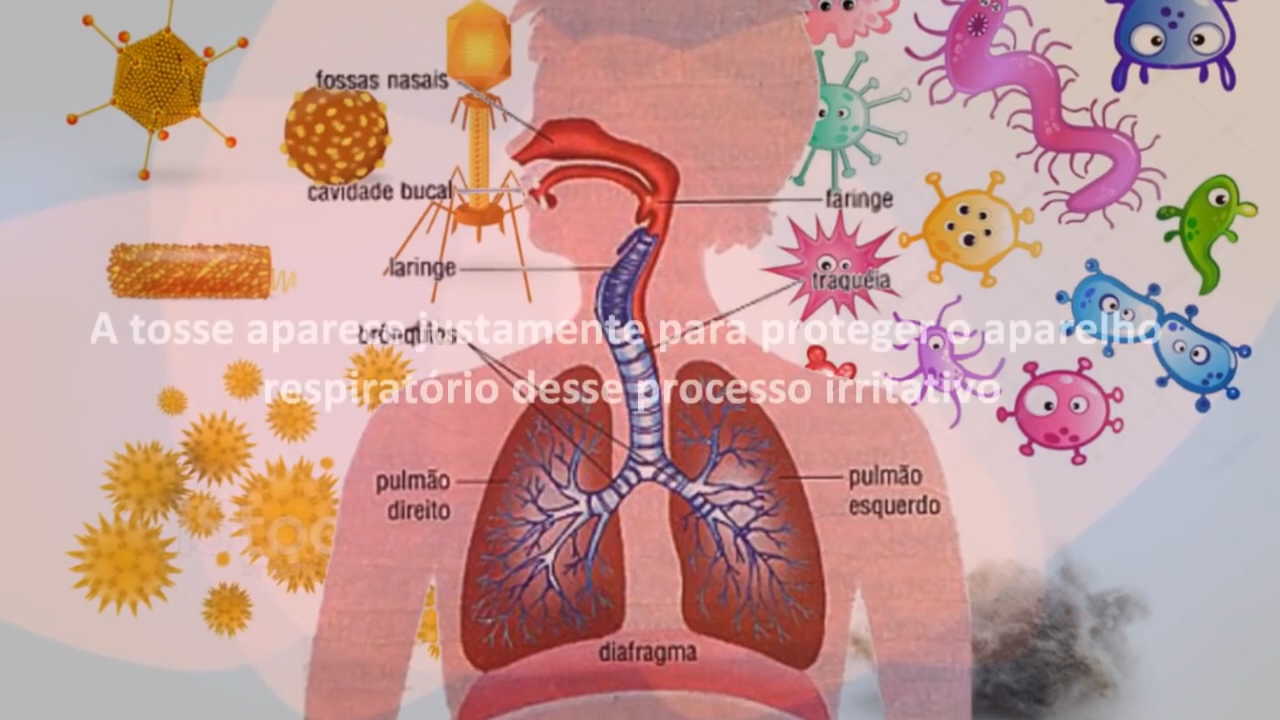 fossas nasais
cavidade bucal
faringe
laringe
traquéia
A tosse aparece justamente para proteger o aparelho
brônquios
respiratório desse processo irritativo
pulmão
direito
pulmão
esquerdo
diafragma